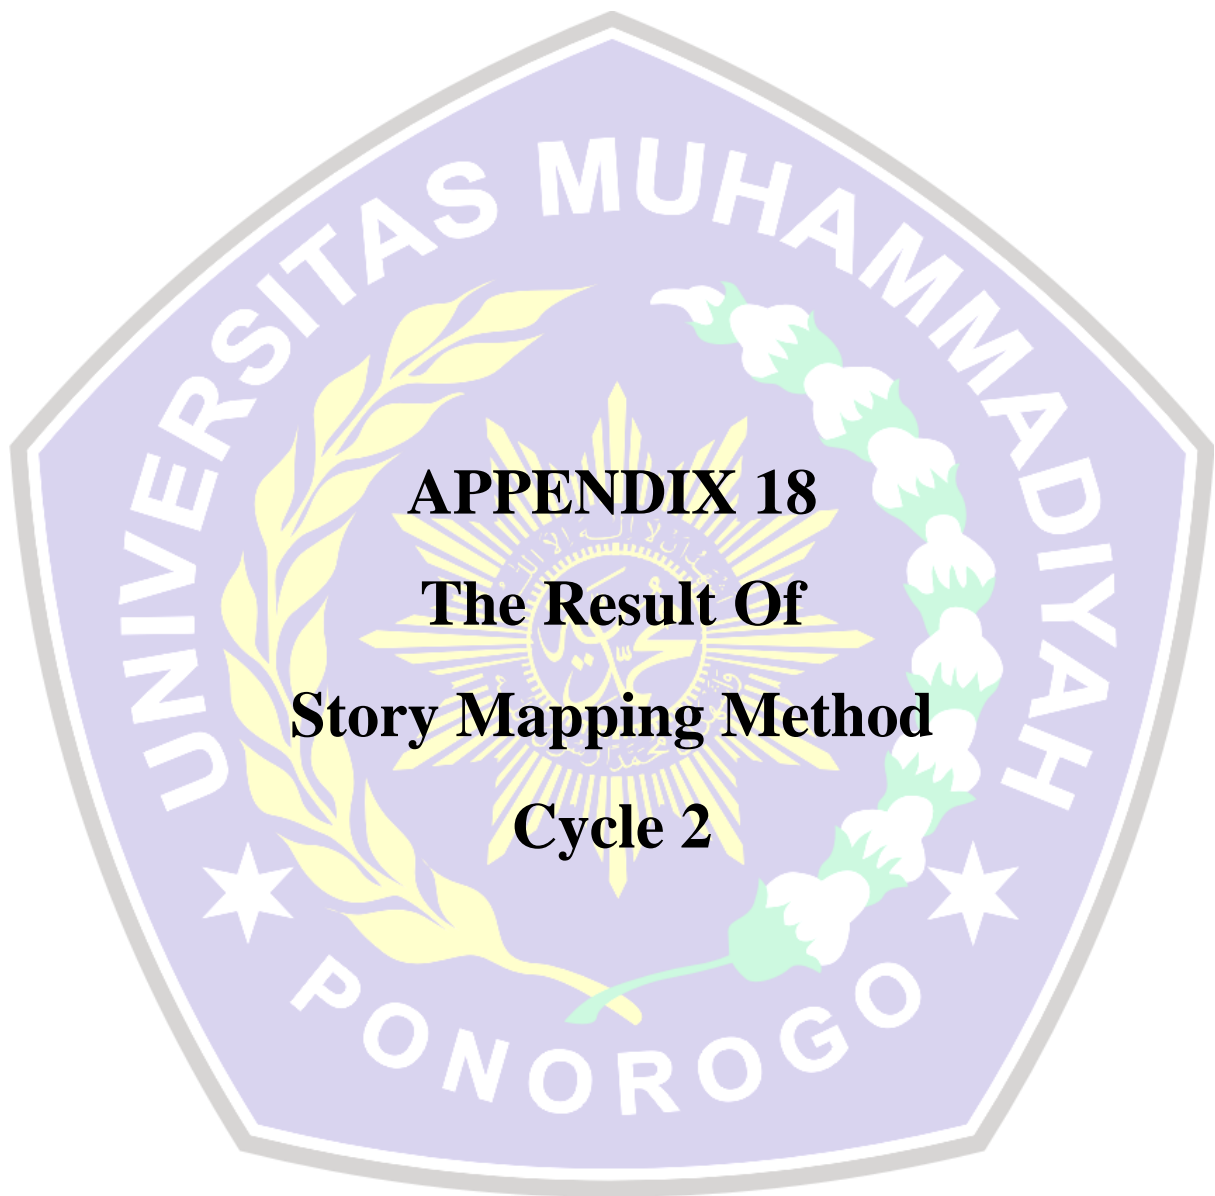 UNIVERSITAS MUHAMMADIYAH
APPENDIX 18
The Result Of
Story Mapping Method
Cycle 2
PONOROGO